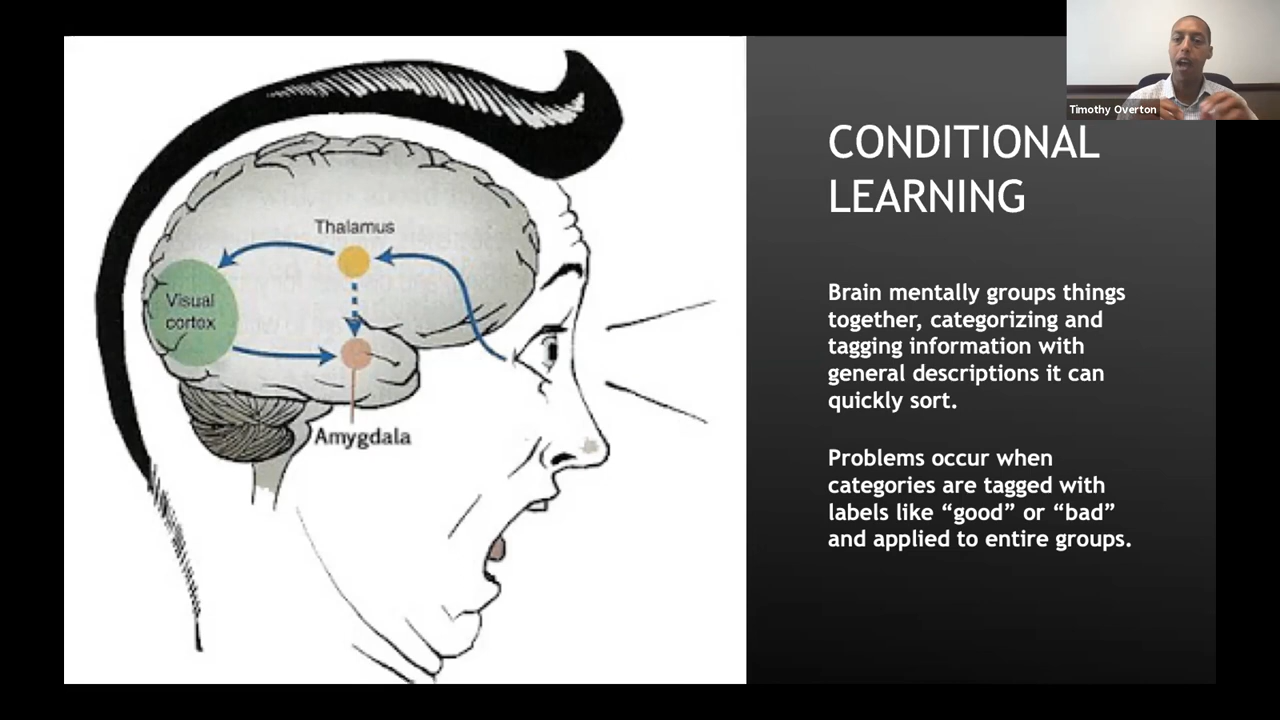 Timothy Overton
CONDITIONAL
LEARNING
Thalamus
Visual
cortex
Amygdala
Brain mentally groups things
together, categorizing and
tagging information with
general descriptions it can
quickly sort.
Problems occur when
categories are tagged with
labels like “good” or “bad”
and applied to entire groups.